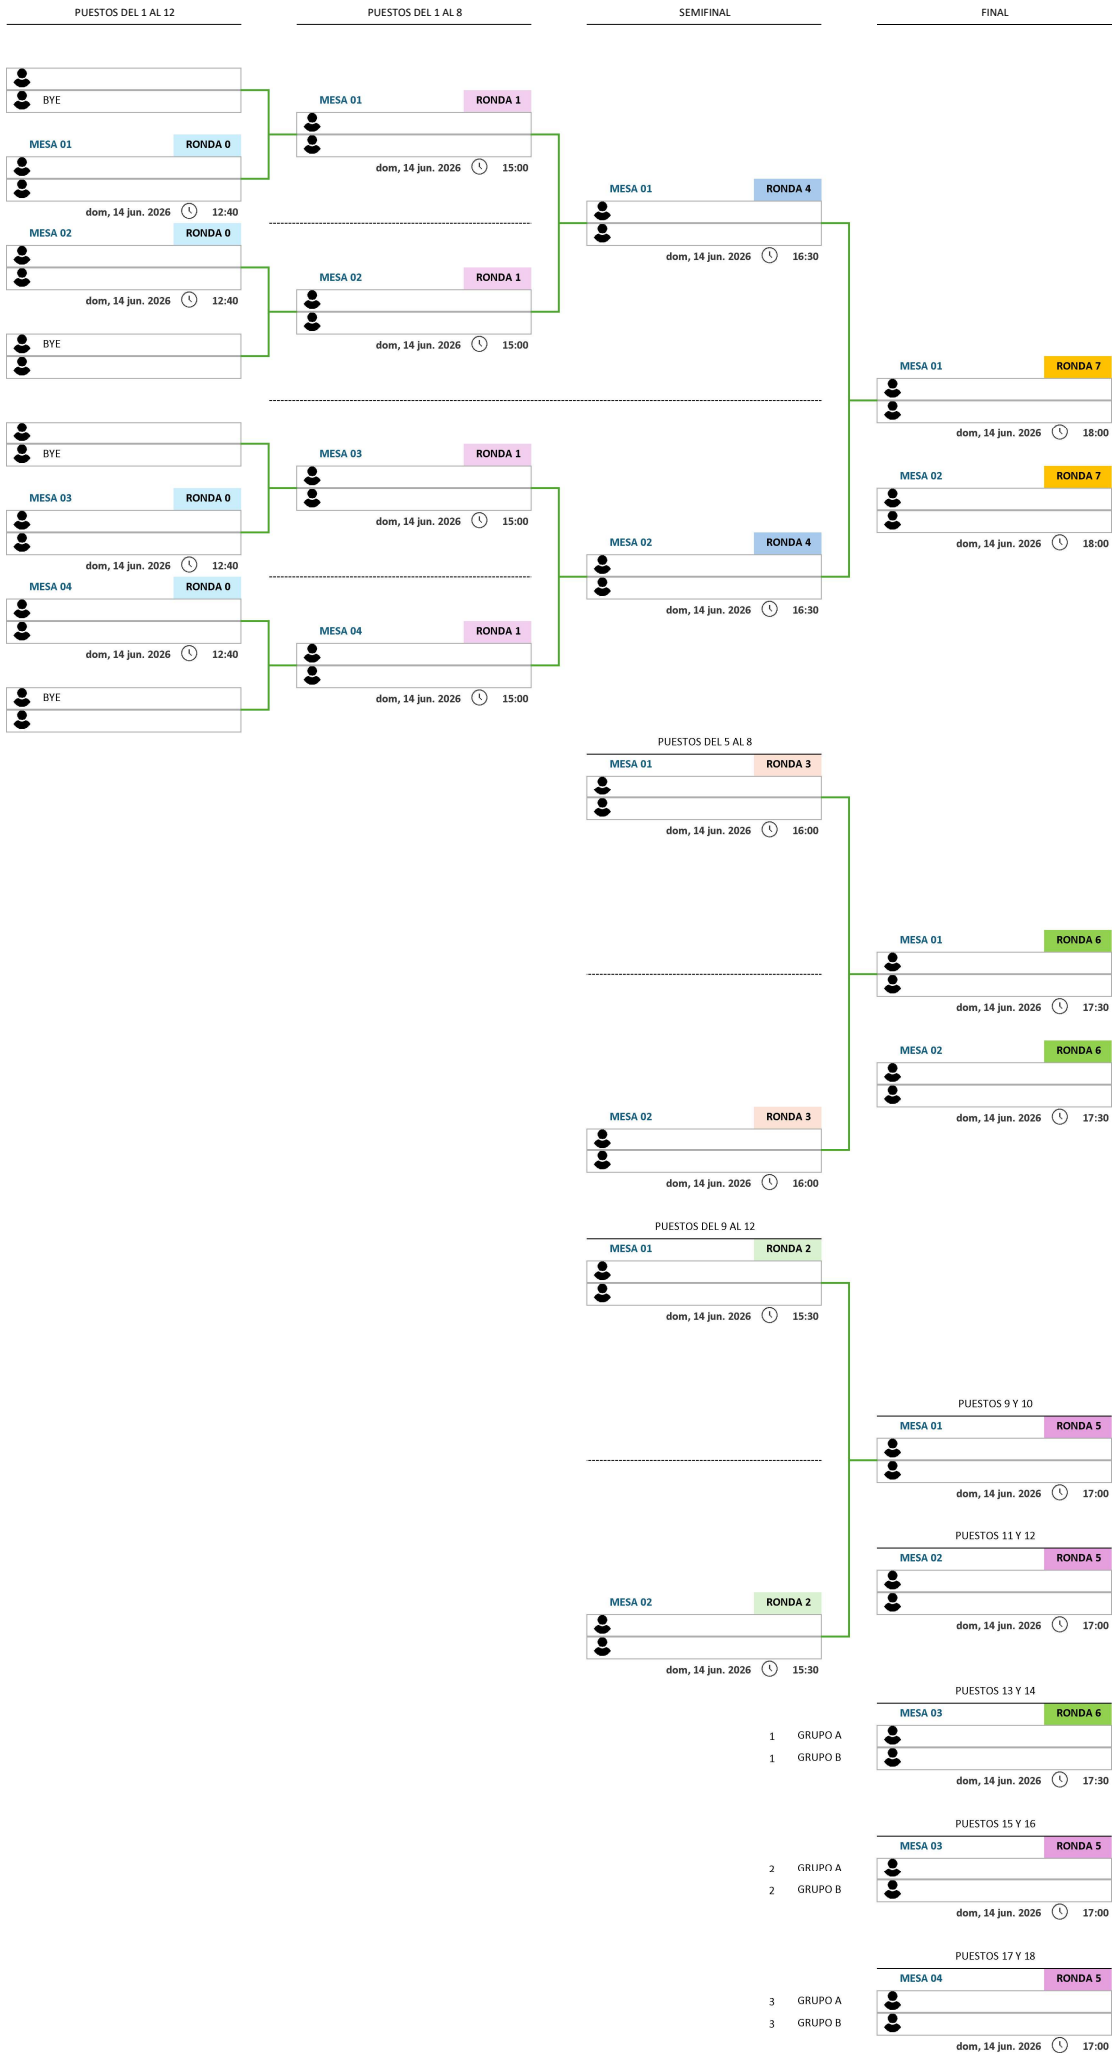 PUESTOS DEL 1 AL 12
PUESTOS DEL 1 AL 8
SEMIFINAL
FINAL
BYE
MESA 01 RONDA 0
dom, 14 jun. 2026 12:40
MESA 02 RONDA 0
dom, 14 jun. 2026 12:40
BYE
BYE
MESA 03 RONDA 0
dom, 14 jun. 2026 12:40
MESA 04 RONDA 0
dom, 14 jun. 2026 12:40
BYE
MESA 01 RONDA 1
dom, 14 jun. 2026 15:00
MESA 02 RONDA 1
dom, 14 jun. 2026 15:00
MESA 03 RONDA 1
dom, 14 jun. 2026 15:00
MESA 04 RONDA 1
dom, 14 jun. 2026 15:00
MESA 01 RONDA 4
dom, 14 jun. 2026 16:30
MESA 02 RONDA 4
dom, 14 jun. 2026 16:30
MESA 01 RONDA 7
dom, 14 jun. 2026 18:00
MESA 02 RONDA 7
dom, 14 jun. 2026 18:00
PUESTOS DEL 5 AL 8
MESA 01 RONDA 3
dom, 14 jun. 2026 16:00
MESA 02 RONDA 3
dom, 14 jun. 2026 16:00
MESA 01 RONDA 6
dom, 14 jun. 2026 17:30
MESA 02 RONDA 6
dom, 14 jun. 2026 17:30
PUESTOS DEL 9 AL 12
MESA 01 RONDA 2
dom, 14 jun. 2026 15:30
MESA 02 RONDA 2
dom, 14 jun. 2026 15:30
PUESTOS 9 Y 10
MESA 01 RONDA 5
dom, 14 jun. 2026 17:00
PUESTOS 11 Y 12
MESA 02 RONDA 5
dom, 14 jun. 2026 17:00
PUESTOS 13 Y 14
MESA 03 RONDA 6
1 GRUPO A
1 GRUPO B
dom, 14 jun. 2026 17:30
PUESTOS 15 Y 16
MESA 03 RONDA 5
2 GRUPO A
2 GRUPO B
dom, 14 jun. 2026 17:00
PUESTOS 17 Y 18
MESA 04 RONDA 5
3 GRUPO A
3 GRUPO B
dom, 14 jun. 2026 17:00